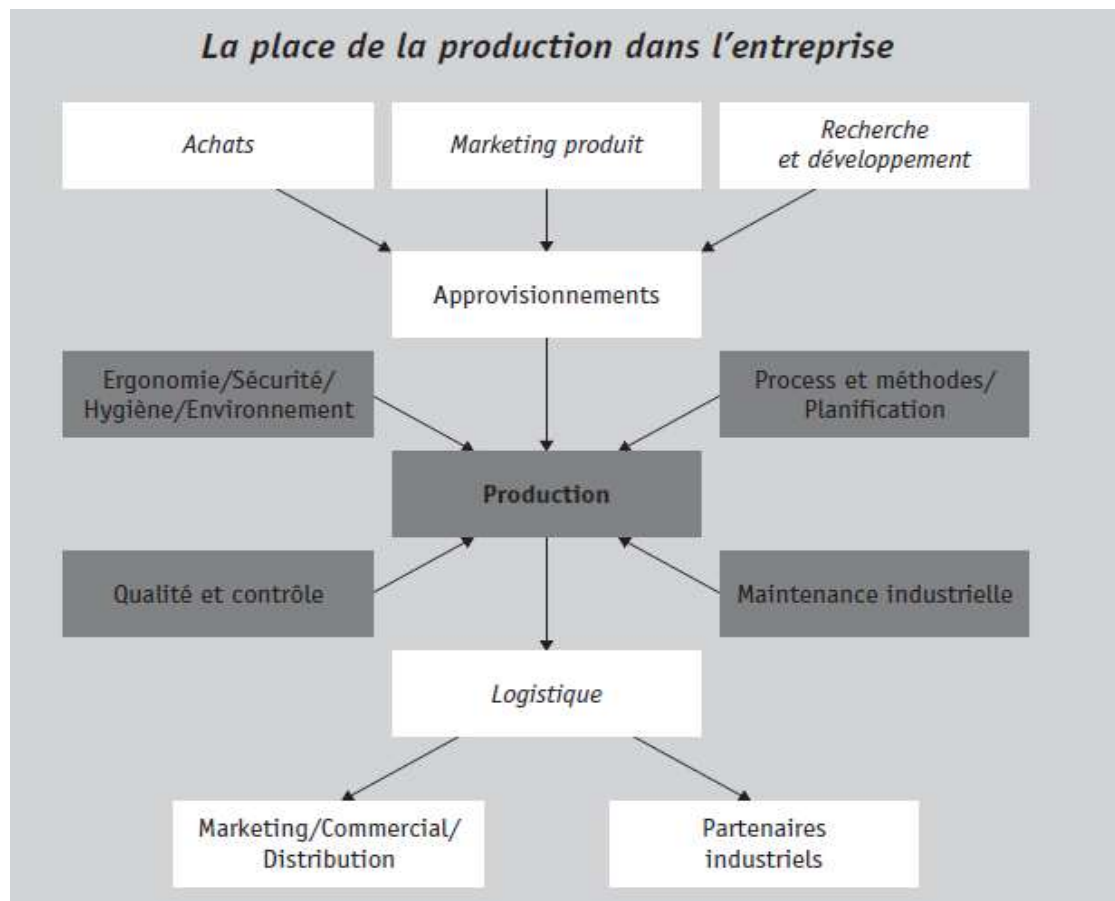 La place de la production dans l'entreprise
Achats
Marketing produit
Recherche
et développement
Approvisionnements
Ergonomie/Sécurité/
Hygiène/Environnement
Process et méthodes/
Planification
Production
Qualité et contrôle
Maintenance industrielle
Logistique
Marketing/Commercial/
Distribution
Partenaires
industriels